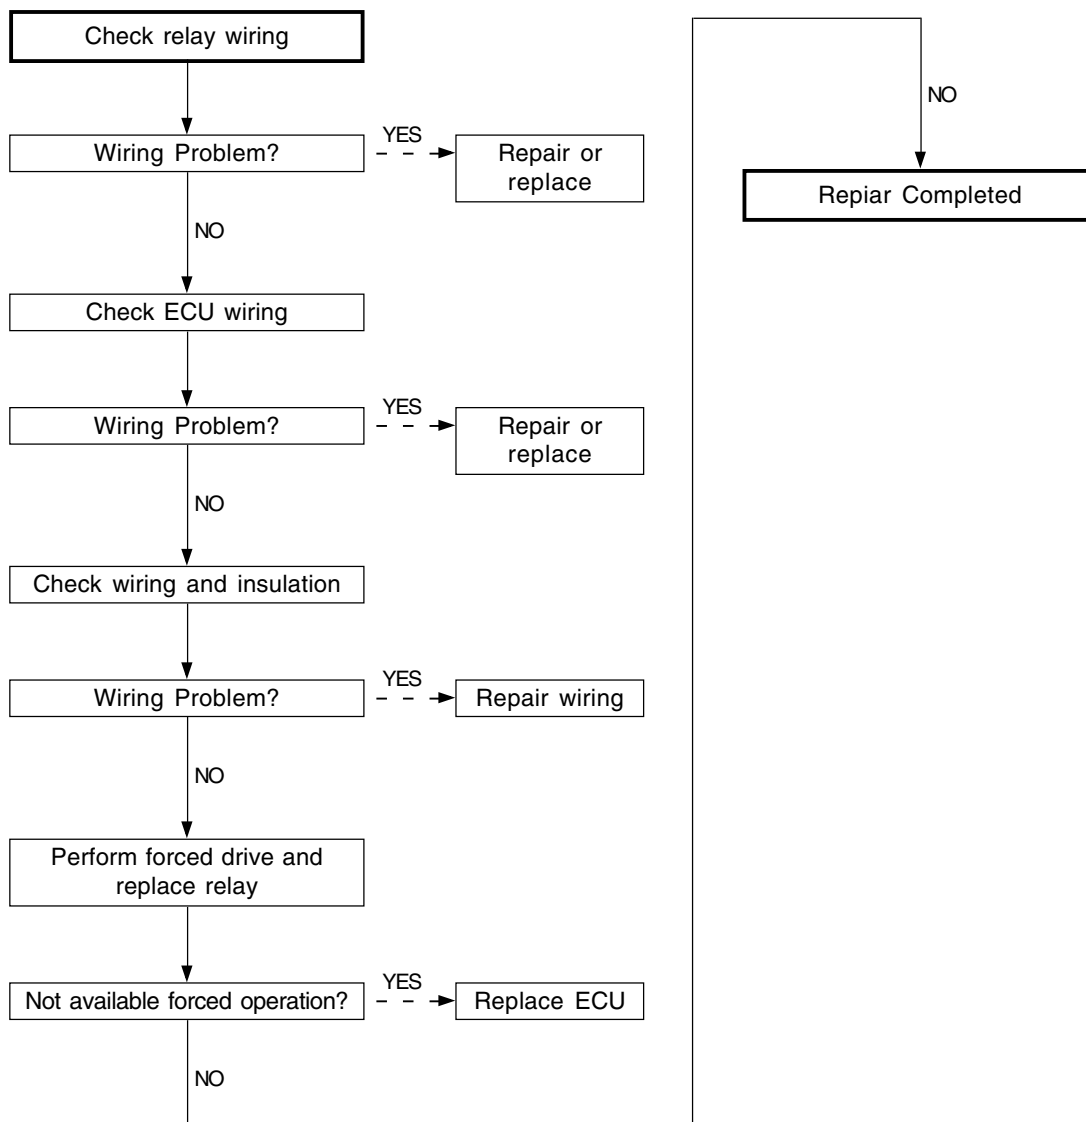 Check relay wiring
Wiring Problem?
YES
Repair or
replace
NO
Check ECU wiring
Wiring Problem?
YES
Repair or
replace
NO
Check wiring and insulation
Wiring Problem?
YES
Repair wiring
NO
Perform forced drive and
replace relay
Not available forced operation?
YES
Replace ECU
NO
NO
Repiar Completed